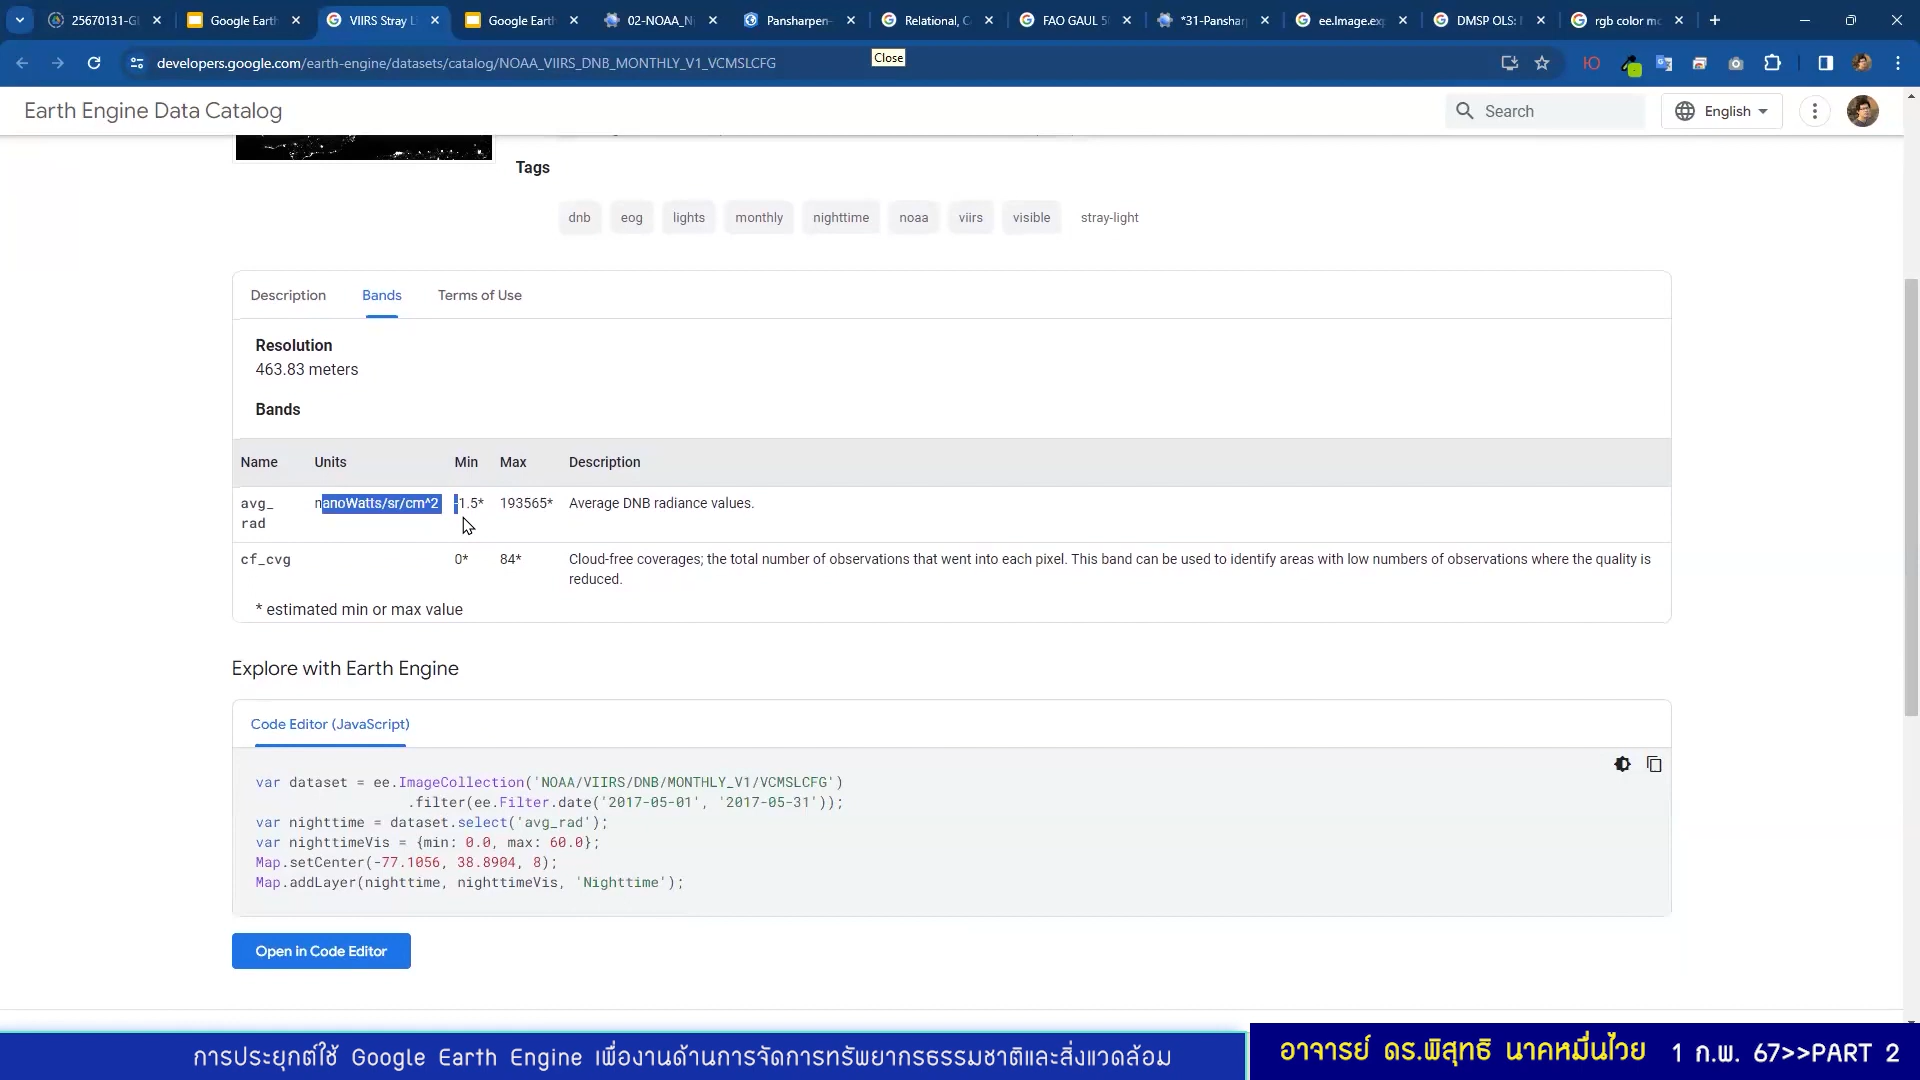 25670131-GI
Google Earth
VIIRS Stray Li
Google Earth
02-NOAA_Ni
Pansharpen-
Relational, C
FAO GAUL 5
*31-Pansharp
ee.Image.exp
DMSP OLS:
rgb color mo
developers.google.com/earth-engine/datasets/catalog/NOAA_VIIRS_DNB_MONTHLY_V1_VCMSLCFG
Close
Earth Engine Data Catalog
Search
English
Tags
dnb
eog
lights
monthly
nighttime
noaa
viirs
visible
stray-light
Description
Bands
Terms of Use
Resolution
463.83 meters
Bands
Name Units Min Max Description
avg_ nanoWatts/sr/cm^2 -1.5* 193565* Average DNB radiance values.
rad
cf_cvg 0* 84* Cloud-free coverages; the total number of observations that went into each pixel. This band can be used to identify areas with low numbers of observations where the quality is
reduced.
* estimated min or max value
Explore with Earth Engine
Code Editor (JavaScript)
var dataset = ee.ImageCollection('NOAA/VIIRS/DNB/MONTHLY_V1/VCMSLCFG')
.filter(ee.Filter.date('2017-05-01', '2017-05-31'));
var nighttime = dataset.select('avg_rad');
var nighttimeVis = {min: 0.0, max: 60.0};
Map.setCenter(-77.1056, 38.8904, 8);
Map.addLayer(nighttime, nighttimeVis, 'Nighttime');
Open in Code Editor
การประยุกต์ใช้ Google Earth Engine เพื่องานด้านการจัดการทรัพยากรธรรมชาติและสิ่งแวดล้อม
อาจารย์ ดร.พิสุทธิ นาคหมื่นไวย 1 ก.พ. 67>>PART 2